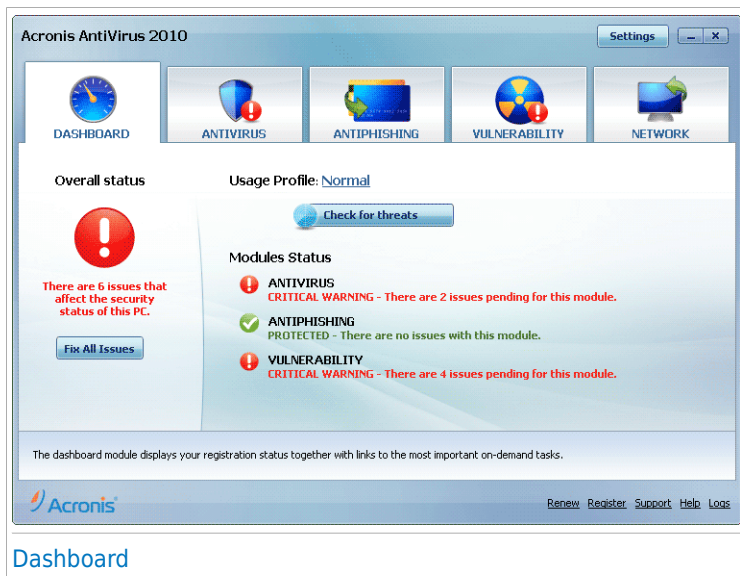 Acronis AntiVirus 2010
Settings
DASHBOARD
ANTIVIRUS
ANTIPHISHING
VULNERABILITY
NETWORK
Overall status
Usage Profile: Normal
Check for threats
Modules Status
There are 6 issues that
affect the security
status of this PC.
Fix All Issues
ANTIVIRUS
CRITICAL WARNING - There are 2 issues pending for this module.
ANTIPHISHING
PROTECTED - There are no issues with this module.
VULNERABILITY
CRITICAL WARNING - There are 4 issues pending for this module.
The dashboard module displays your registration status together with links to the most important on-demand tasks.
Acronis
Renew Register Support Help Logs
Dashboard